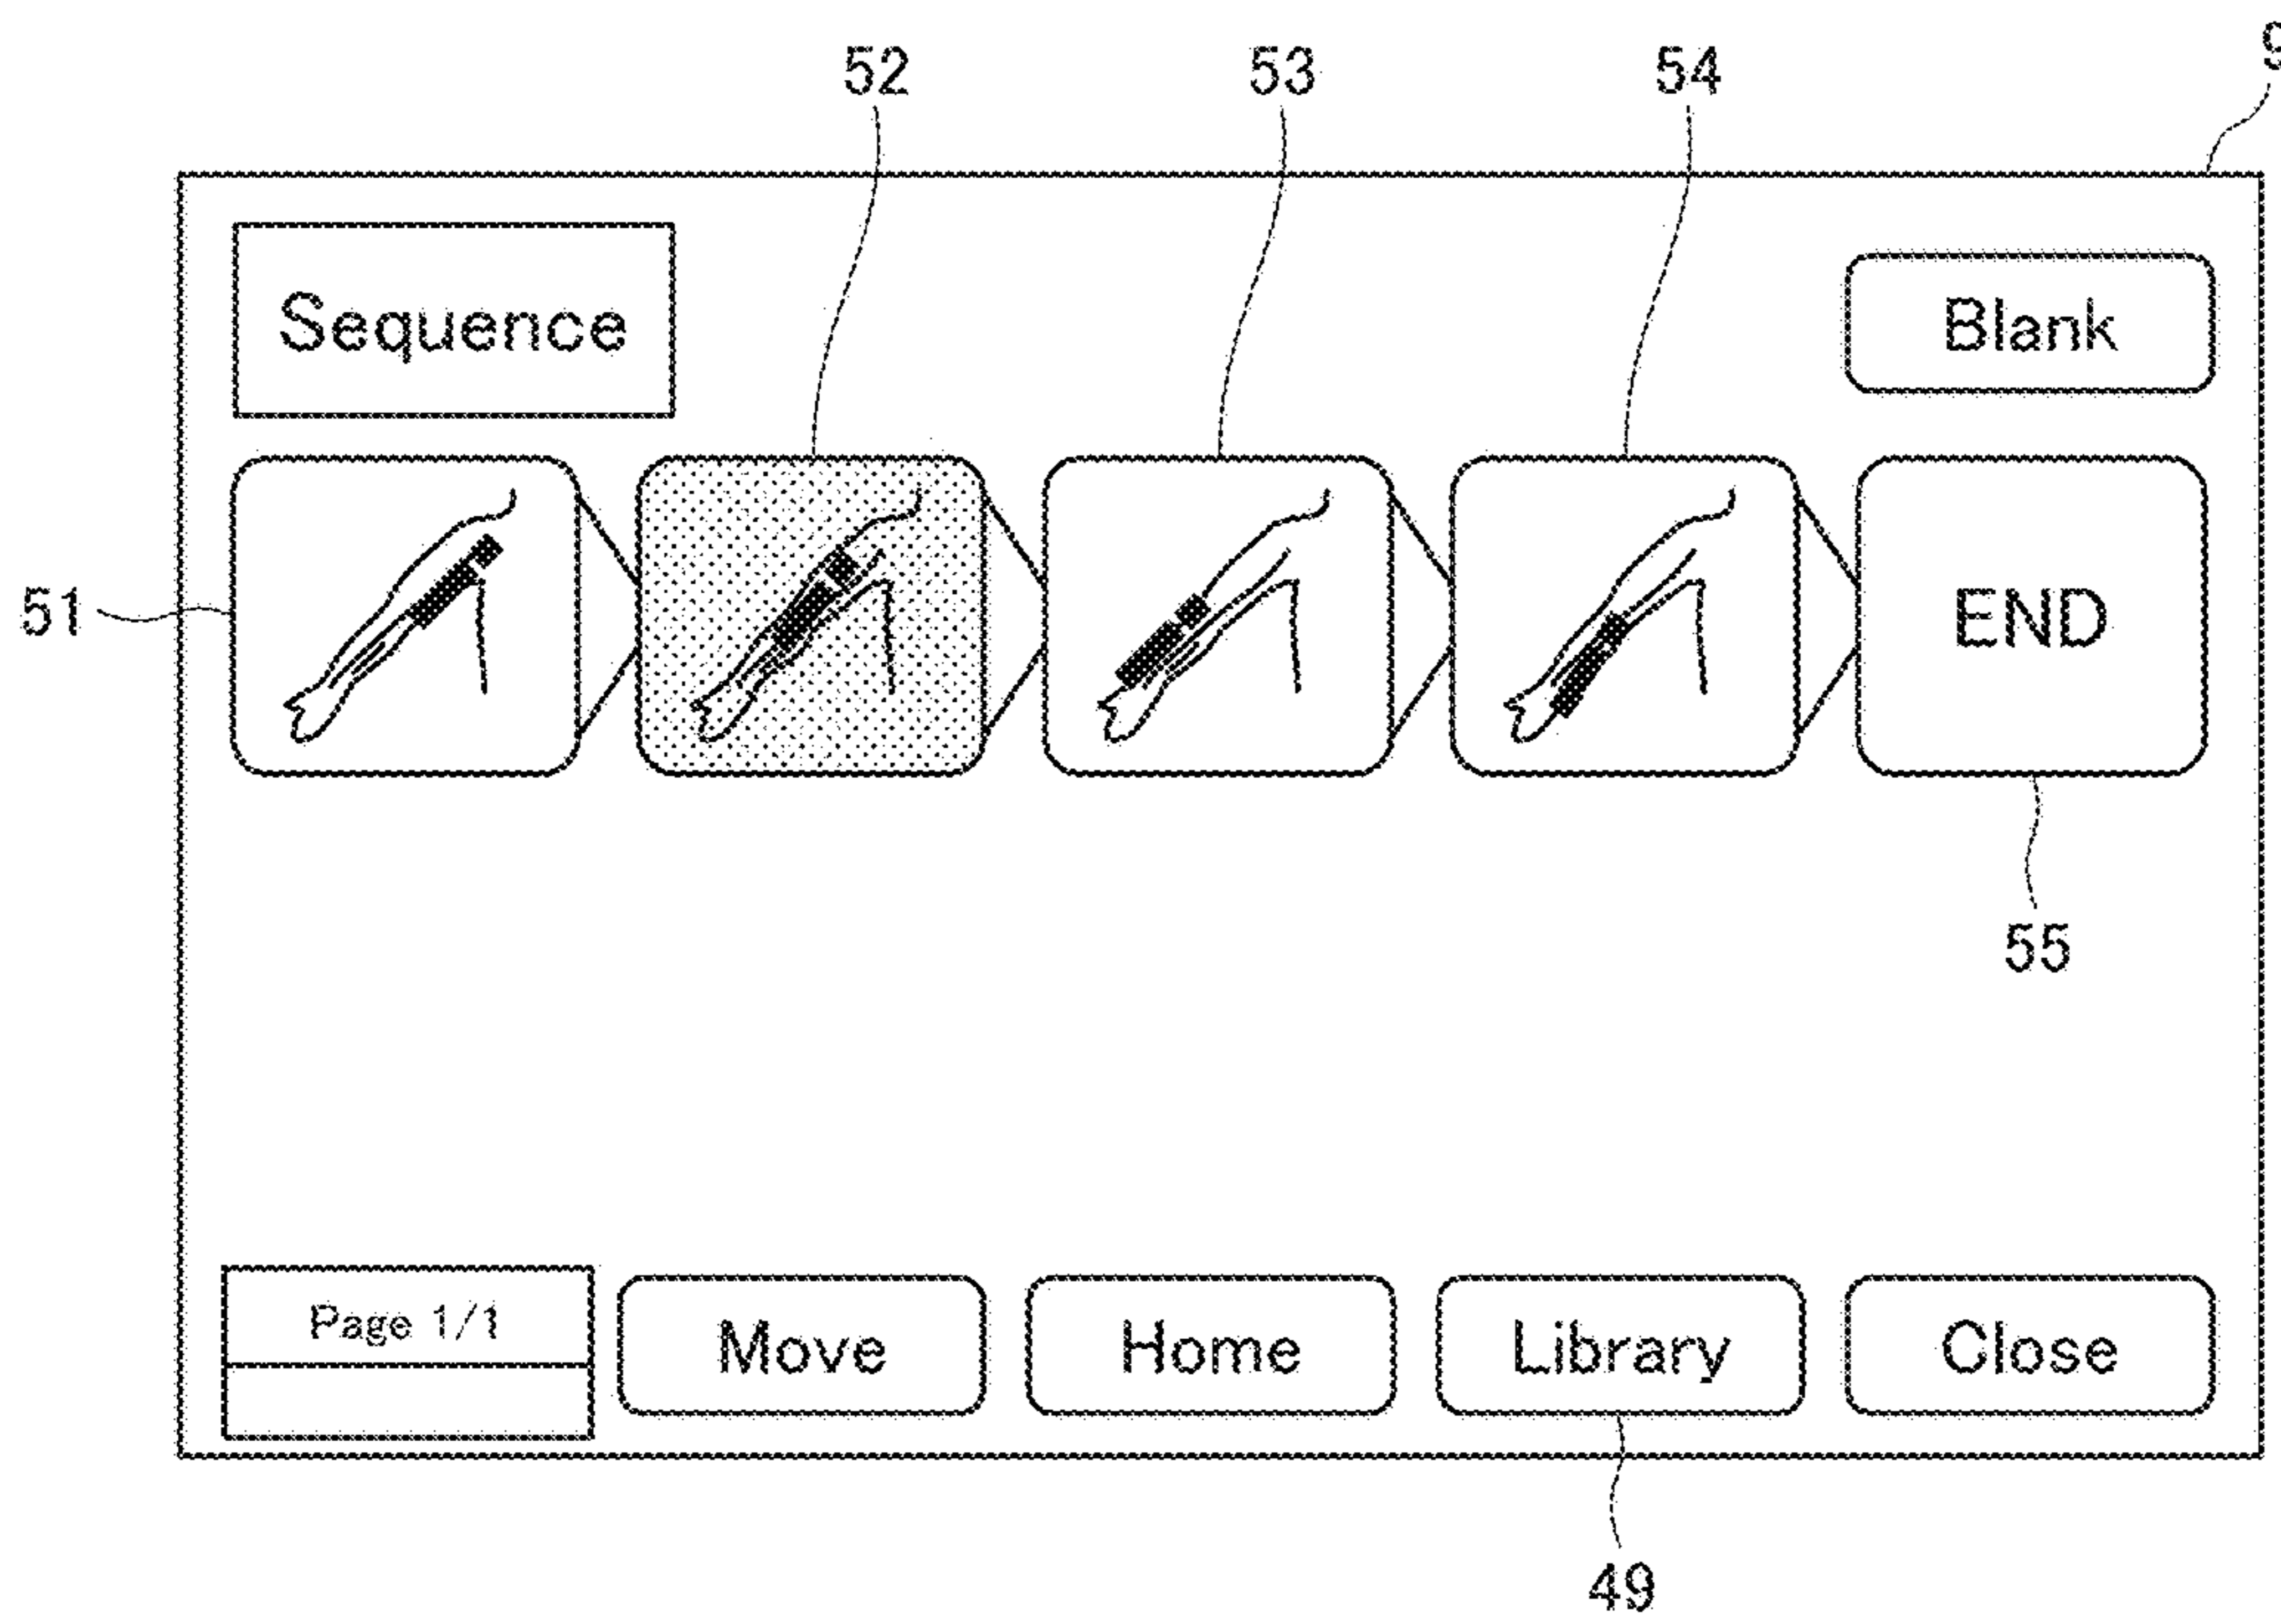 9
52 53 54
Sequence
Blank
51
END
55
Page 1/1
Move
Home
Library
Close
49